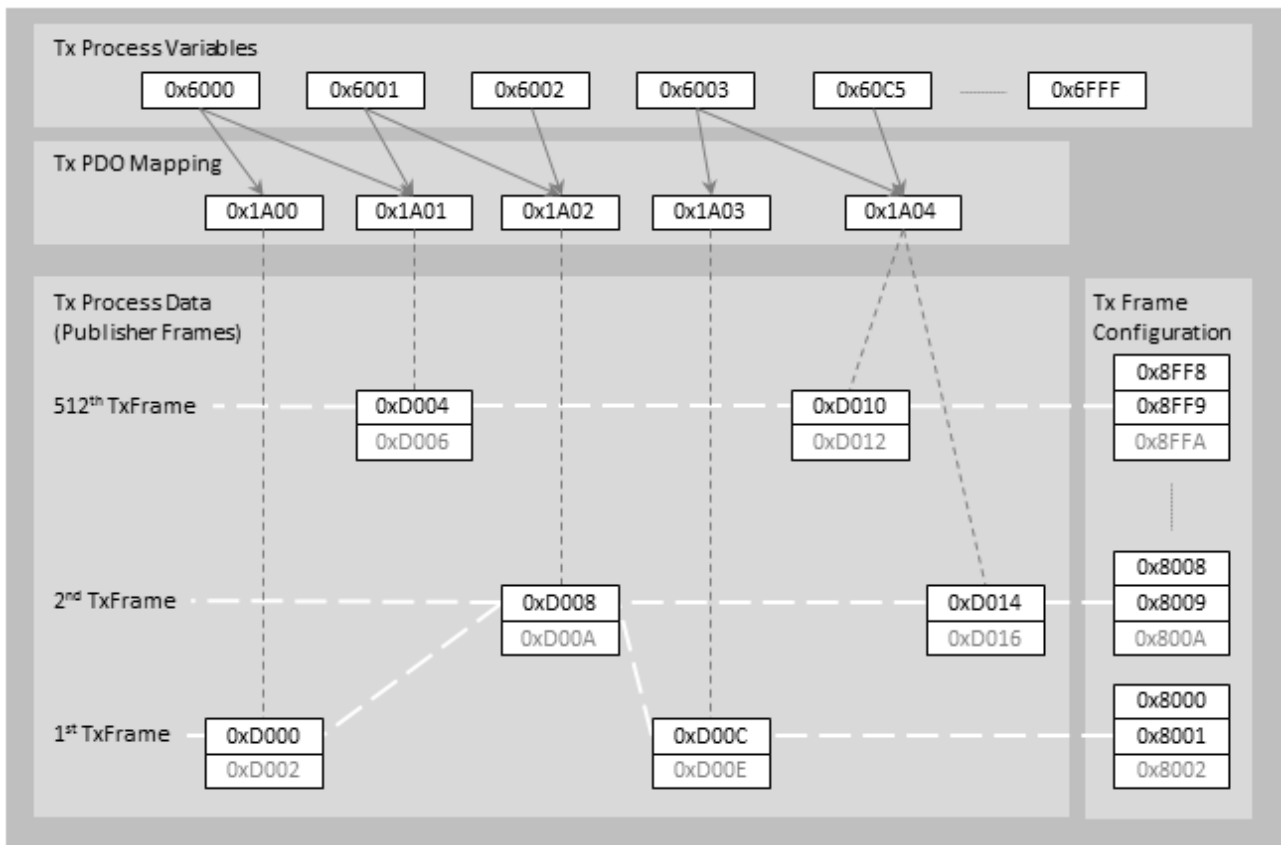 Tx Process Variables
0x6000 0x6001 0x6002 0x6003 0x60C5 0x6FFF
Tx PDO Mapping
0x1A00 0x1A01 0x1A02 0x1A03 0x1A04
Tx Process Data
(Publisher Frames)
Tx Frame
Configuration
0x8FF8
512th TxFrame 0xD004 0xD010 0x8FF9
0xD006 0xD012 0x8FFA
0x8008
2nd TxFrame 0xD008 0xD014 0x8009
0xD00A 0xD016 0x800A
0x8000
1st TxFrame 0xD000 0xD00C 0x8001
0xD002 0xD00E 0x8002